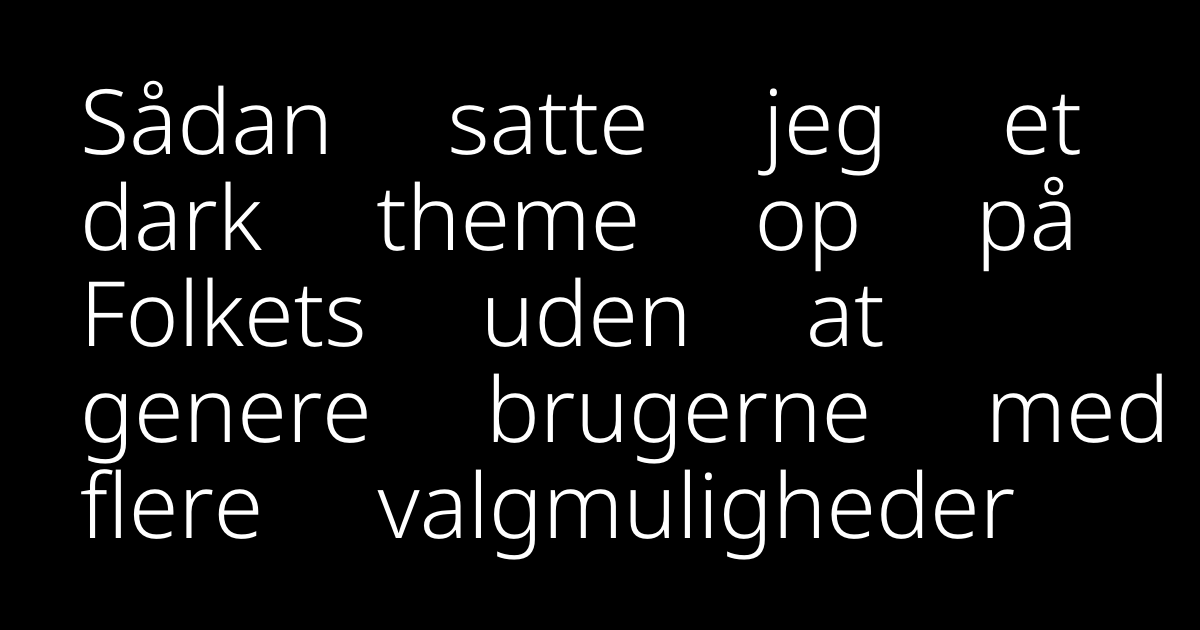 Sådan satte jeg et
dark theme op på
Folkets uden at
genere brugerne med
flere valgmuligheder